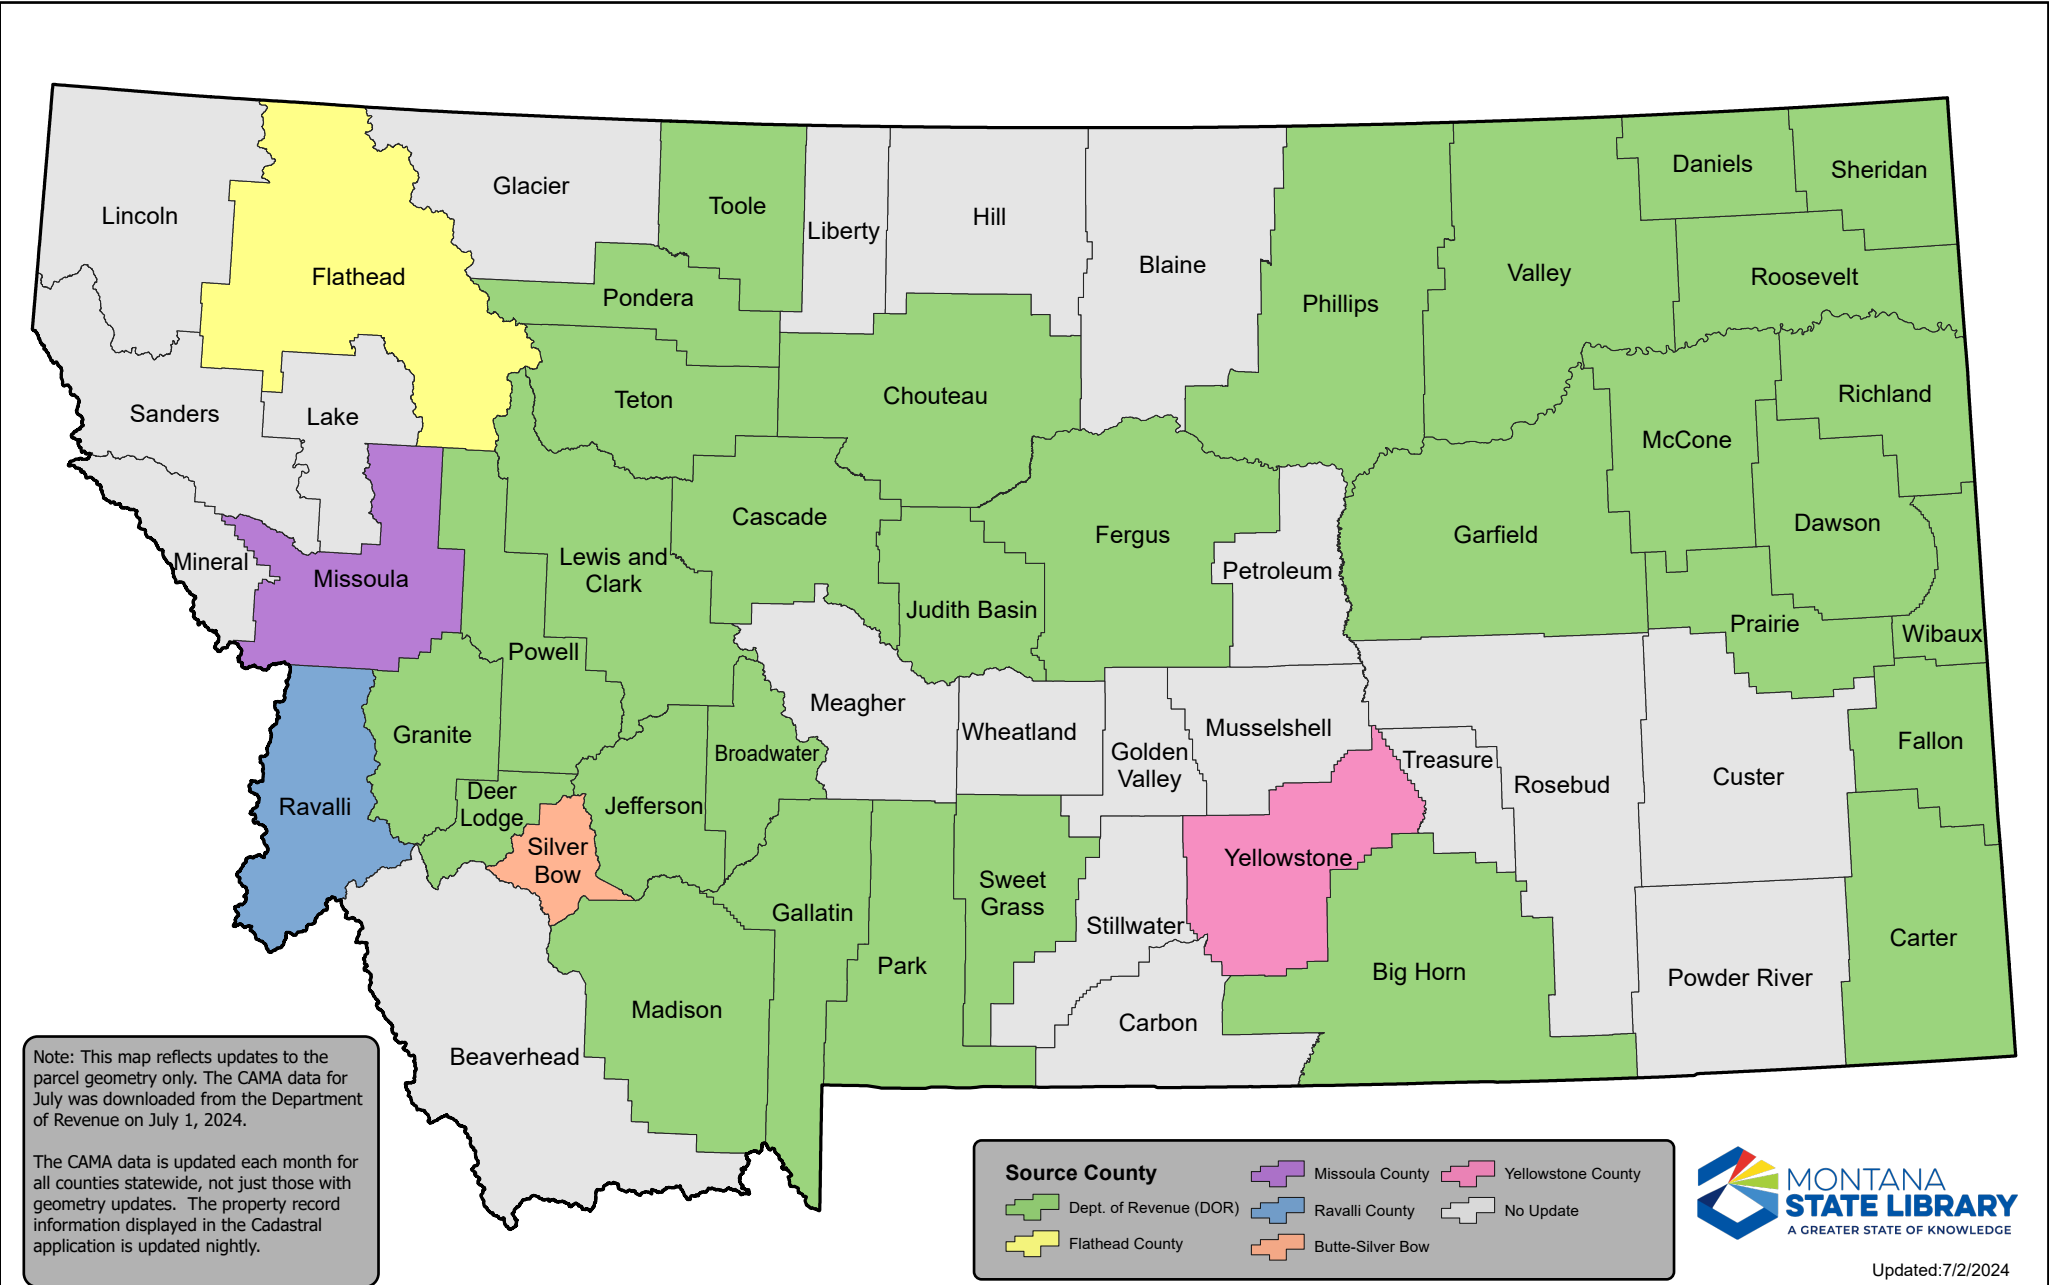 Lincoln
Flathead
Glacier
Toole
Liberty
Hill
Blaine
Phillips
Valley
Daniels
Sheridan
Roosevelt
Pondera
Teton
Chouteau
Sanders
Lake
McCone
Richland
Mineral
Missoula
Lewis and
Clark
Cascade
Judith Basin
Fergus
Petroleum
Garfield
Dawson
Prairie
Wibaux
Powell
Granite
Meagher
Broadwater
Wheatland
Golden
Valley
Musselshell
Treasure
Rosebud
Custer
Fallon
Ravalli
Deer
Lodge
Jefferson
Silver
Bow
Yellowstone
Sweet
Grass
Gallatin
Park
Stillwater
Big Horn
Powder River
Carter
Madison
Carbon
Beaverhead
Note: This map reflects updates to the
parcel geometry only. The CAMA data for
July was downloaded from the Department
of Revenue on July 1, 2024.
The CAMA data is updated each month for
all counties statewide, not just those with
geometry updates. The property record
information displayed in the Cadastral
application is updated nightly.
Source County
Dept. of Revenue (DOR)
Flathead County
Missoula County
Ravalli County
Butte-Silver Bow
Yellowstone County
No Update
MONTANA
STATE LIBRARY
A GREATER STATE OF KNOWLEDGE
Updated:7/2/2024